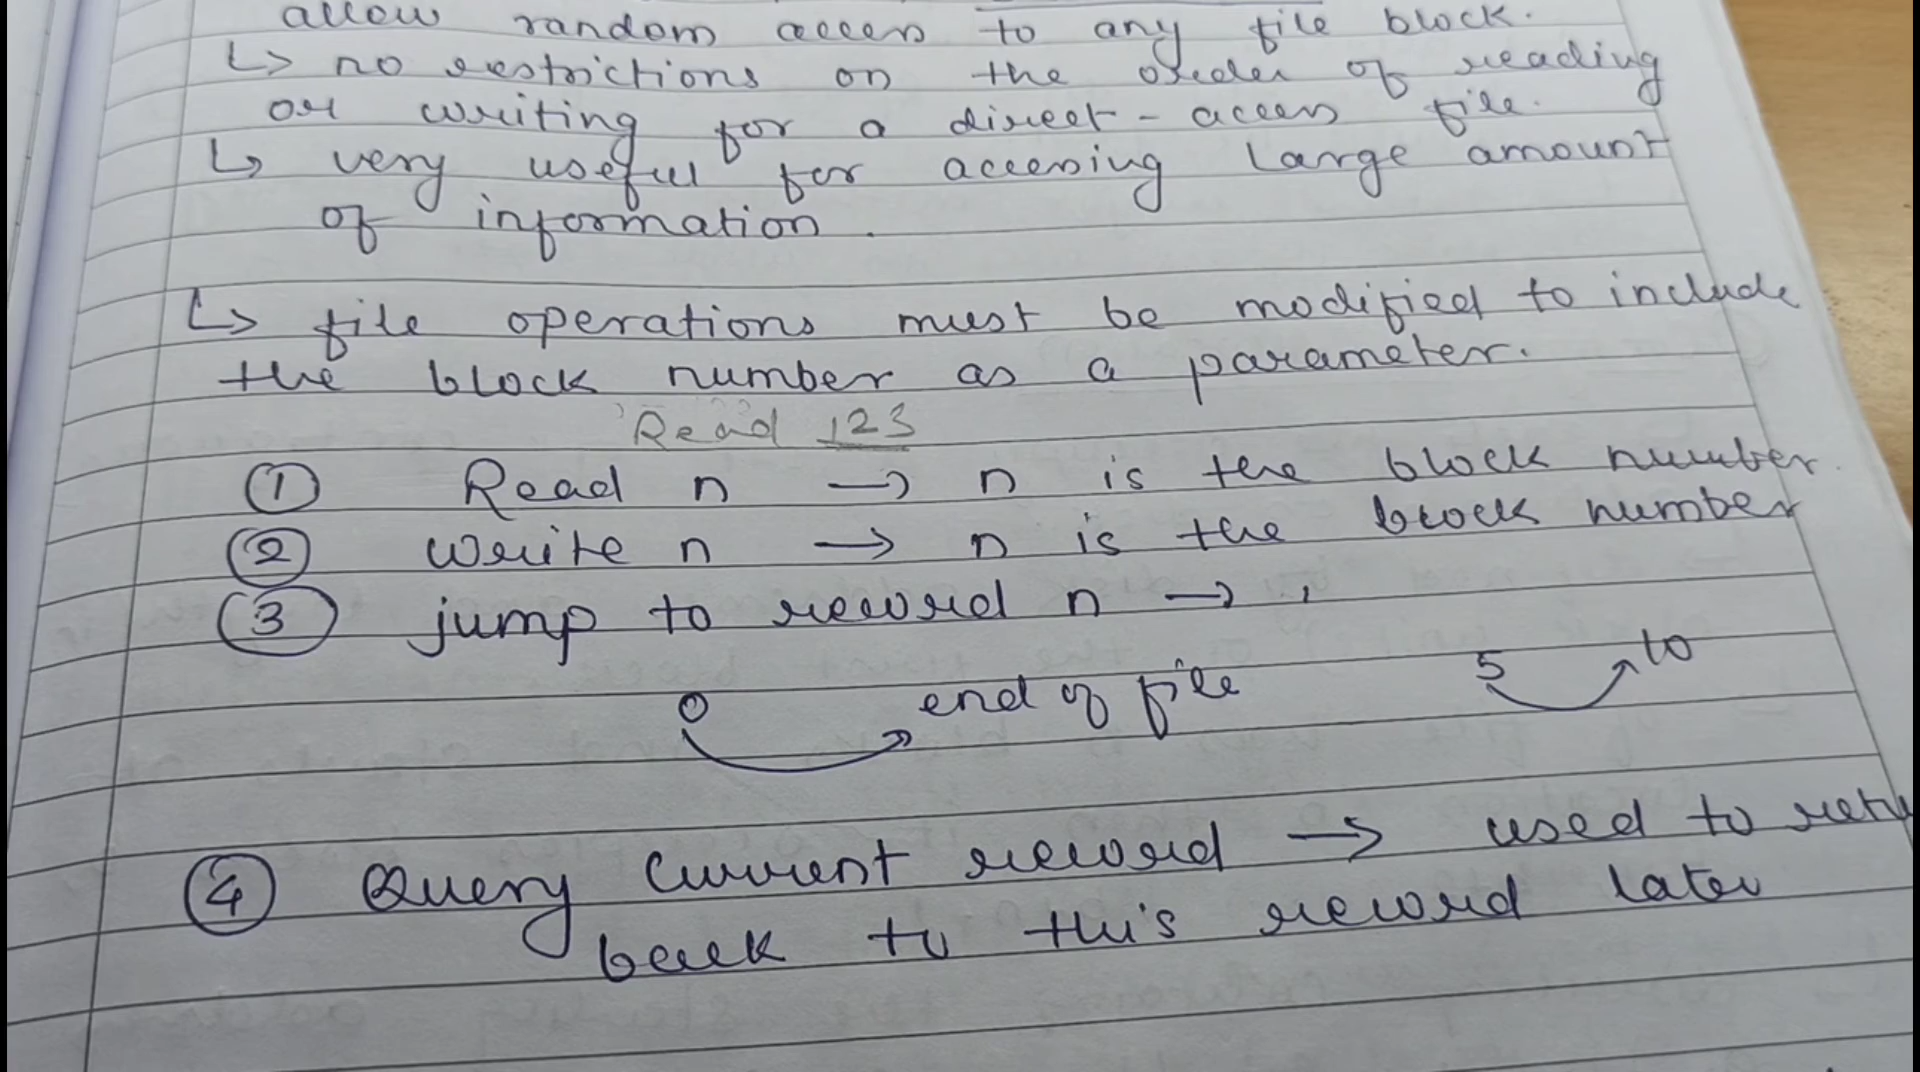 allow random access to any file block.
↳ no restrictions on the order of reading
or writing for a direct-access file.
↳ very useful for accessing large amount
of information.
↳ file operations must be modified to include
the block number as a parameter.
Read 123
① Read n → n is the block number.
② write n → n is the block number
③ jump to record n →
0 end of file 5 10
④ Query current record → used to
back to this record later